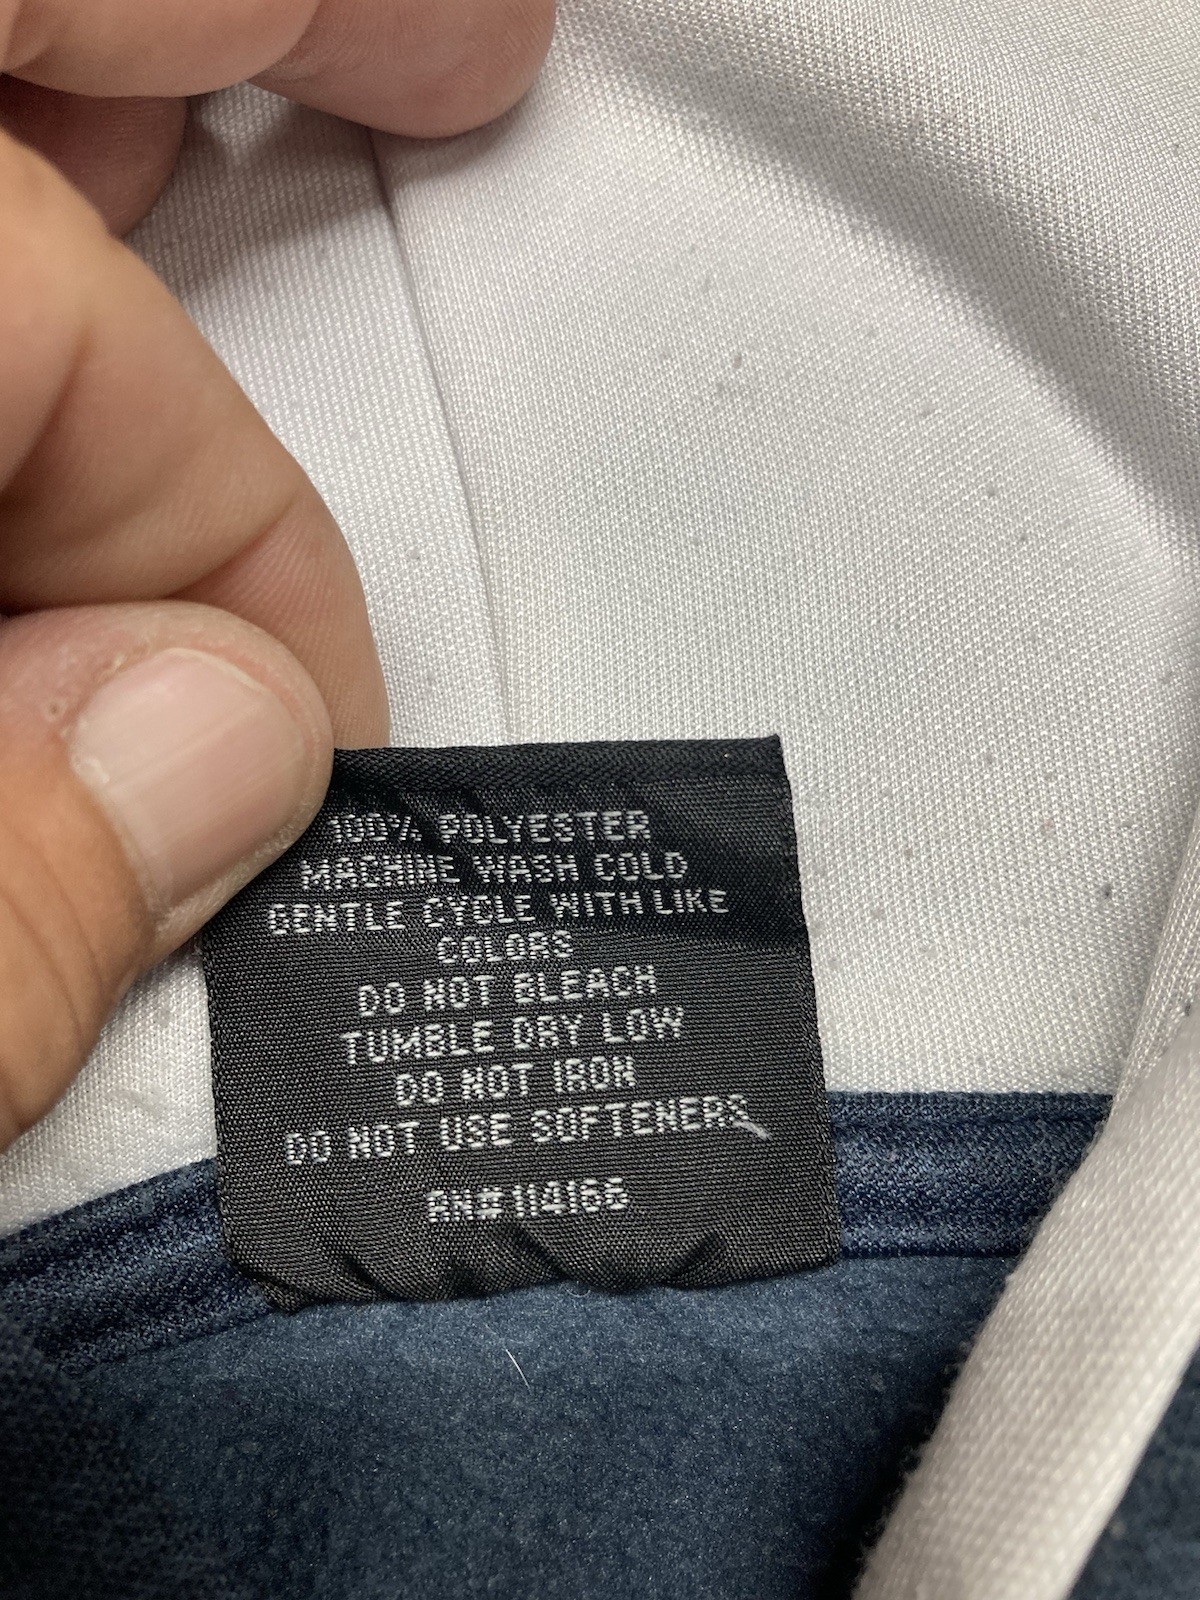 100% POLYESTER
MACHINE WASH COLD
GENTLE CYCLE WITH LIKE
COLORS
DO NOT BLEACH
TUMBLE DRY LOW
DO NOT IRON
DO NOT USE SOFTENERS
RN# 114166